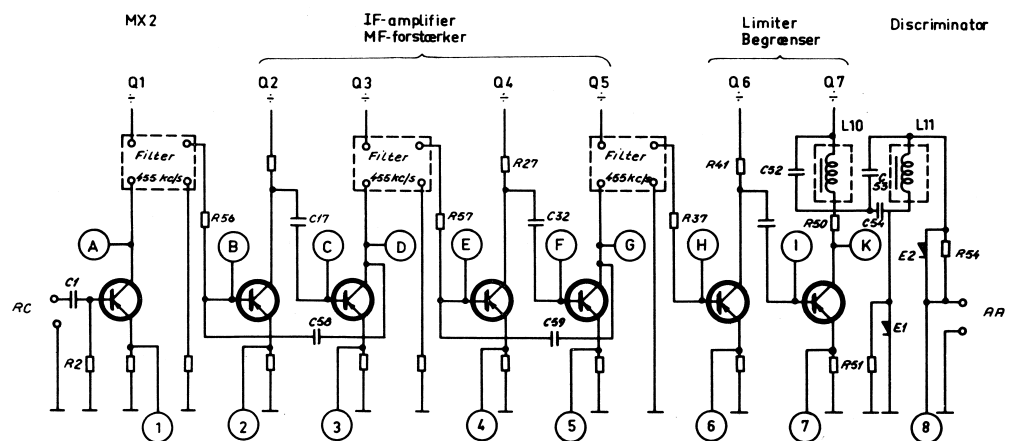 MX2
IF-amplifier
MF-forstærker
Limiter
Begrænser
Discriminator
Q1
Q2
Q3
Q4
Q5
Q6
Q7
÷
÷
÷
÷
÷
÷
÷
L10
L11
Filter
455 kc/s
Filter
455 kc/s
R27
Filter
455 kc/s
R41
C52
C53
C54
R56
C17
R57
C32
R37
R50
A
B
C
D
E
F
G
H
I
K
E2
R54
C1
RC
R2
C58
C59
E1
R51
AA
1
2
3
4
5
6
7
8